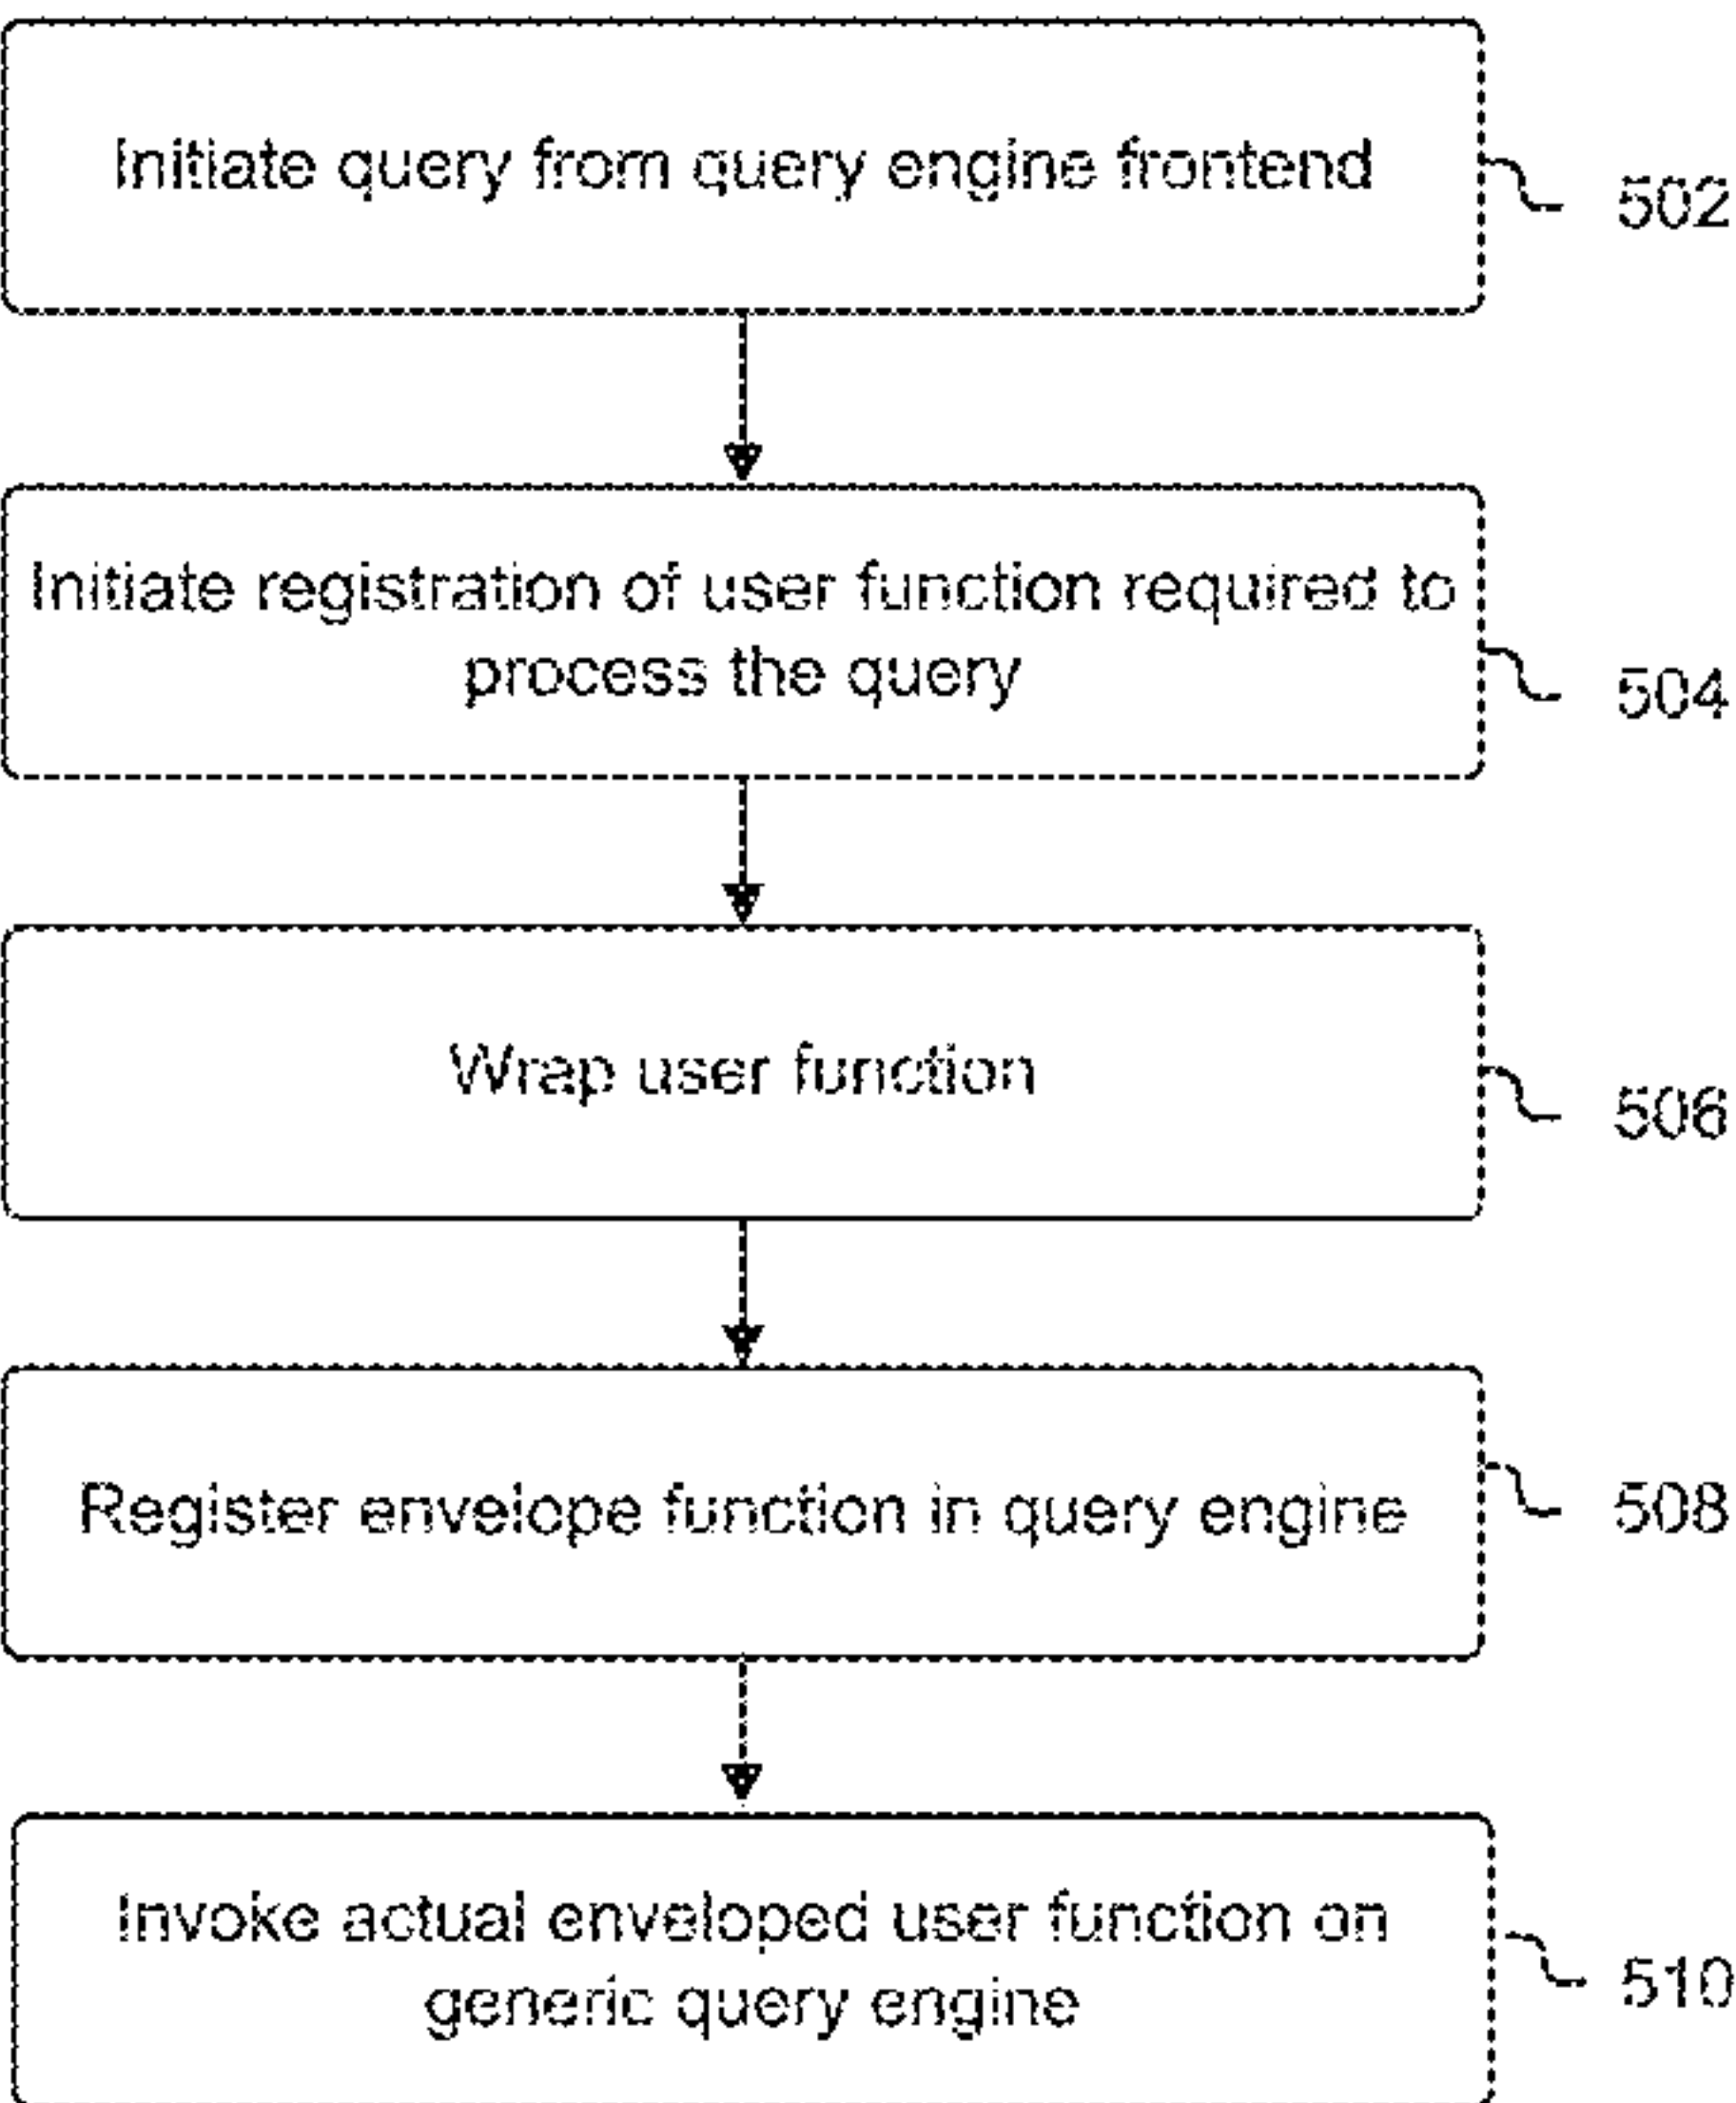 Initiate query from query engine frontend
502
Initiate registration of user function required to
process the query
504
Wrap user function
506
Register envelope function in query engine
508
Invoke actual enveloped user function on
generic query engine
510